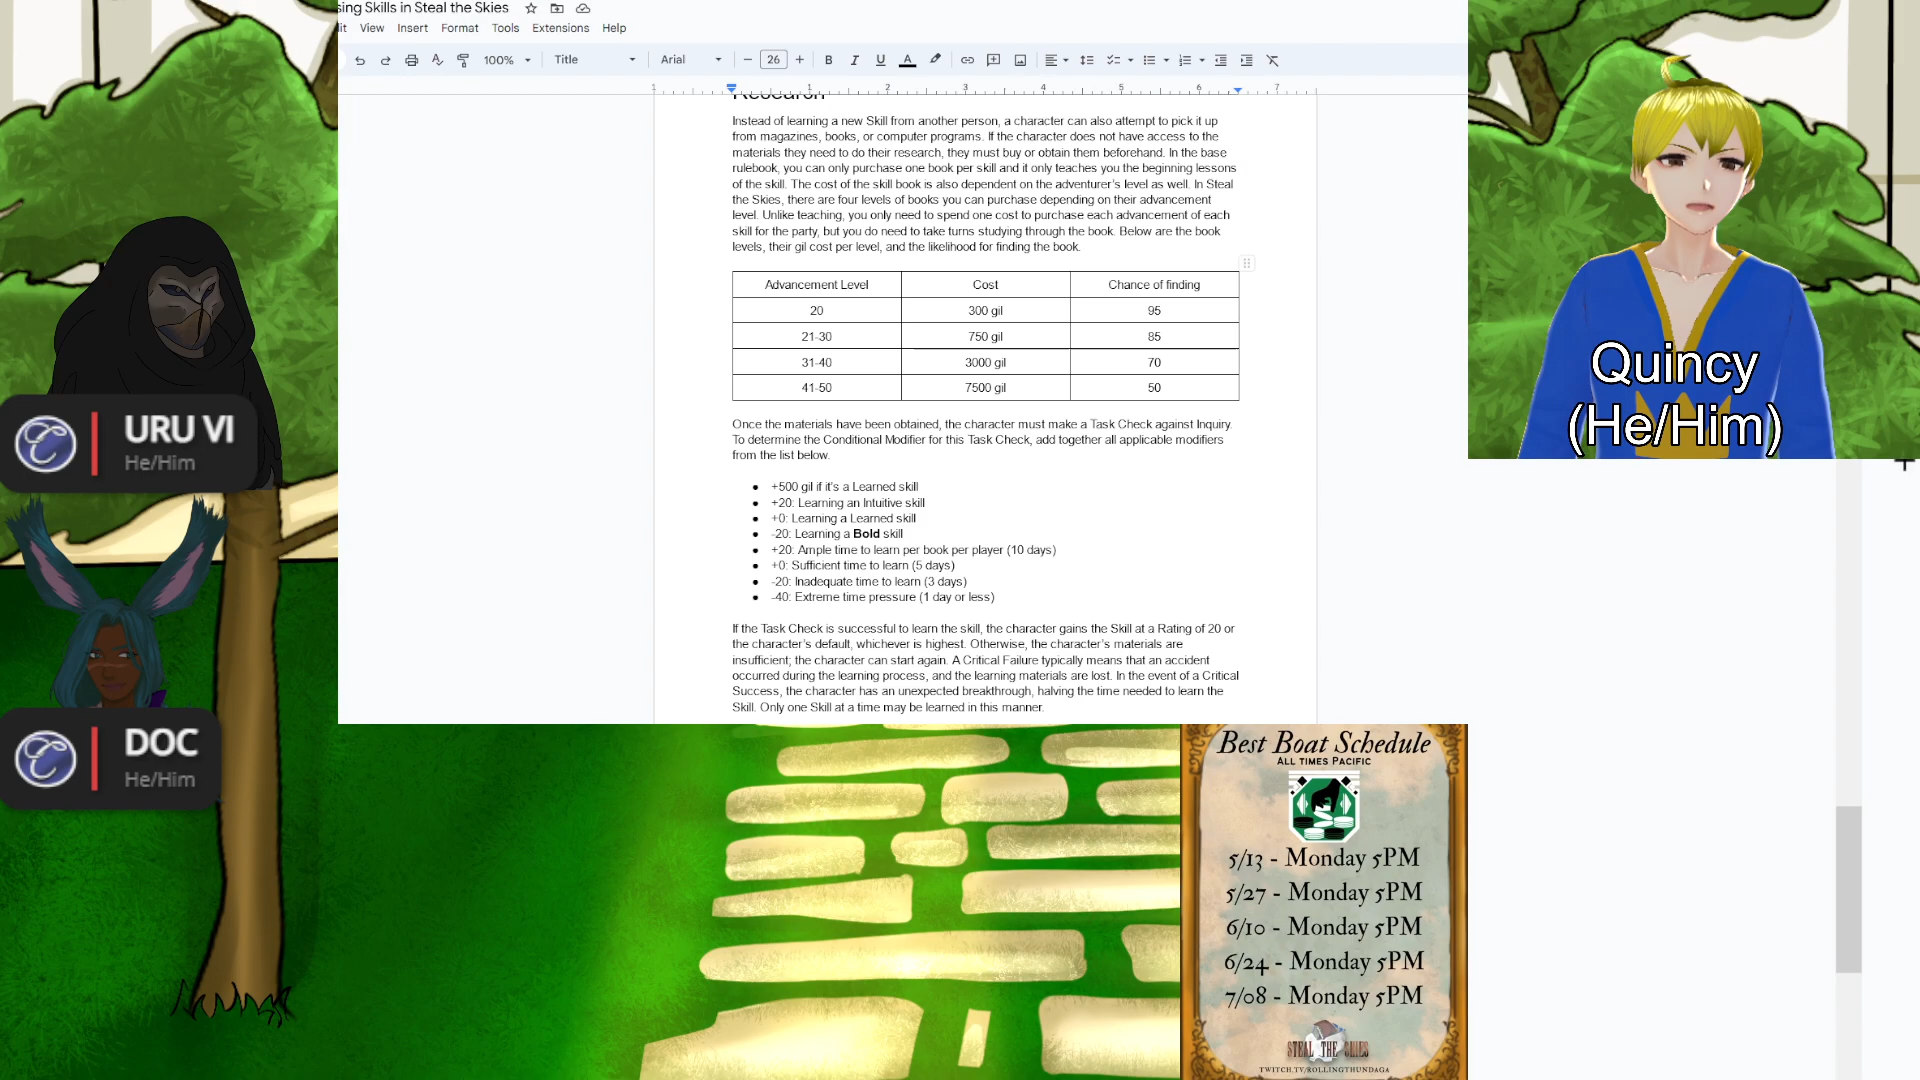 sing Skills in Steal the Skies
it View Insert Format Tools Extensions Help
100% Title Arial 26 B I U A
1 1 2 3 4 5 6 7
Research
Instead of learning a new Skill from another person, a character can also attempt to pick it up
from magazines, books, or computer programs. If the character does not have access to the
materials they need to do their research, they must buy or obtain them beforehand. In the base
rulebook, you can only purchase one book per skill and it only teaches you the beginning lessons
of the skill. The cost of the skill book is also dependent on the adventurer's level as well. In Steal
the Skies, there are four levels of books you can purchase depending on their advancement
level. Unlike teaching, you only need to spend one cost to purchase each advancement of each
skill for the party, but you do need to take turns studying through the book. Below are the book
levels, their gil cost per level, and the likelihood for finding the book.
Advancement Level Cost Chance of finding
20 300 gil 95
21-30 750 gil 85
31-40 3000 gil 70
41-50 7500 gil 50
Once the materials have been obtained, the character must make a Task Check against Inquiry.
To determine the Conditional Modifier for this Task Check, add together all applicable modifiers
from the list below.
● +500 gil if it's a Learned skill
● +20: Learning an Intuitive skill
● +0: Learning a Learned skill
● -20: Learning a Bold skill
● +20: Ample time to learn per book per player (10 days)
● +0: Sufficient time to learn (5 days)
● -20: Inadequate time to learn (3 days)
● -40: Extreme time pressure (1 day or less)
If the Task Check is successful to learn the skill, the character gains the Skill at a Rating of 20 or
the character's default, whichever is highest. Otherwise, the character's materials are
insufficient; the character can start again. A Critical Failure typically means that an accident
occurred during the learning process, and the learning materials are lost. In the event of a Critical
Success, the character has an unexpected breakthrough, halving the time needed to learn the
Skill. Only one Skill at a time may be learned in this manner.
Quincy
(He/Him)
URU VI
He/Him
DOC
He/Him
Best Boat Schedule
ALL TIMES PACIFIC
5/13 - Monday 5PM
5/27 - Monday 5PM
6/10 - Monday 5PM
6/24 - Monday 5PM
7/08 - Monday 5PM
STEAL THE SKIES
TWITCH.TV/ROLLINGTHUNDAGA